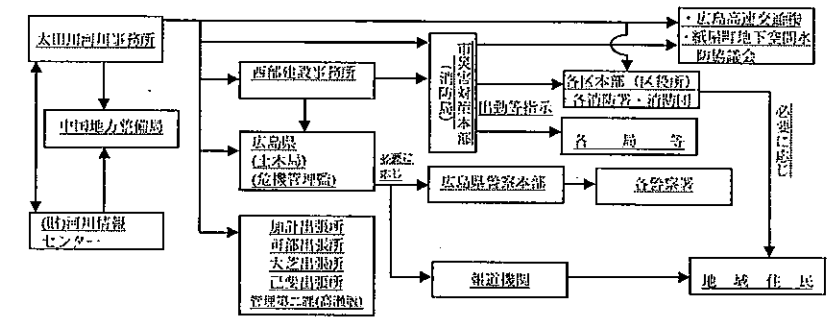 太田川河川事務所
中国地方整備局
(財)河川情報
センター
西部建設事務所
広島県
(土木局)
(危機管理監)
加計出張所
可部出張所
大芝出張所
己斐出張所
管理第二課(高瀬堰)
市災害対策本部
(消防局)
・広島高速交通㈱
・紙屋町地下空間水
防協議会
出動等指示
各区本部（区役所）
各消防署・消防団
各局等
必要に
応じ
広島県警察本部
各警察署
報道機関
必要に応じ
地域住民